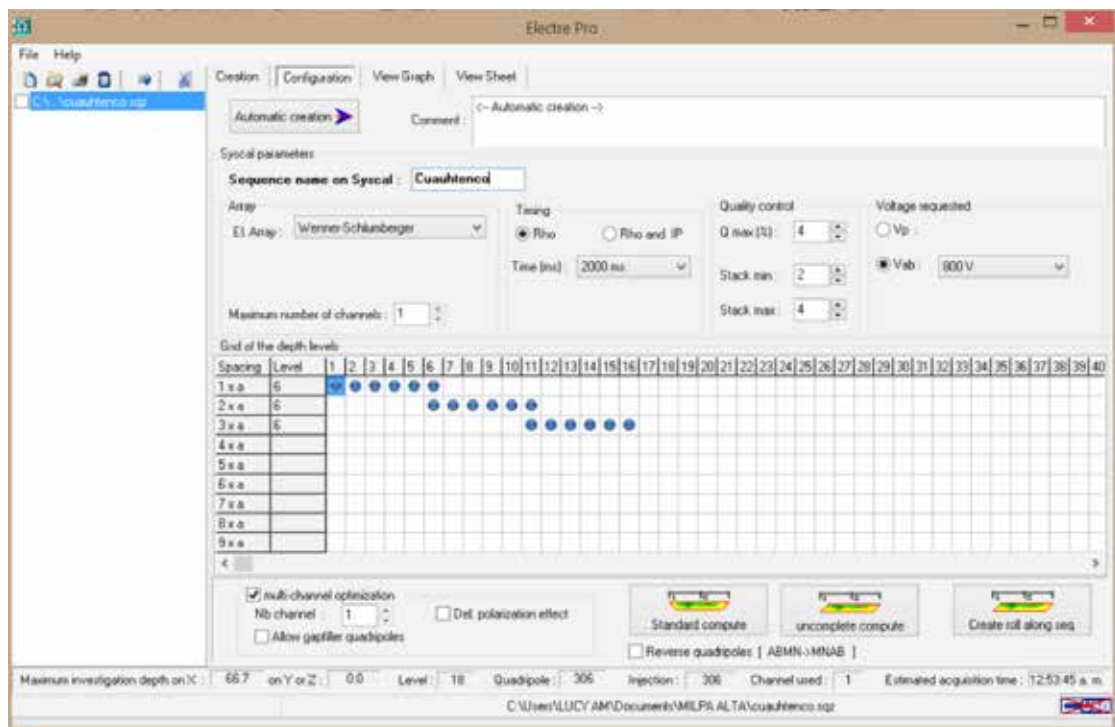 Electre Pro
File Help
C:\...\cuauhtenco.sqz
Creation Configuration View Graph View Sheet
Automatic creation
Comment :
<-- Automatic creation -->
Syscal parameters
Sequence name on Syscal : Cuauhtenco
Array
El. Array : Wenner-Schlumberger
Maximum number of channels : 1
Timing
Rho Rho and IP
Time (ms) 2000 ms
Quality control
Q max (%) : 4
Stack min : 2
Stack max : 4
Voltage requested
Vp :
Vab : 800 V
Grid of the depth levels
Spacing Level 1 2 3 4 5 6 7 8 9 10 11 12 13 14 15 16 17 18 19 20 21 22 23 24 25 26 27 28 29 30 31 32 33 34 35 36 37 38 39 40
1 x a 6
2 x a 6
3 x a 6
4 x a
5 x a
6 x a
7 x a
8 x a
9 x a
multi-channel optimization
Nb channel : 1
Allow gapfiller quadripoles
Del. polarization effect
Standard compute
uncomplete compute
Create roll along seq.
Reverse quadripoles [ ABMN->MNAB ]
Maximum investigation depth on X : 66.7 on Y or Z : 0.0 Level : 18 Quadripole : 306 Injection : 306 Channel used : 1 Estimated acquisition time : 12:53:45 a. m.
C:\Users\LUCY AM\Documents\MILPA ALTA\cuauhtenco.sqz